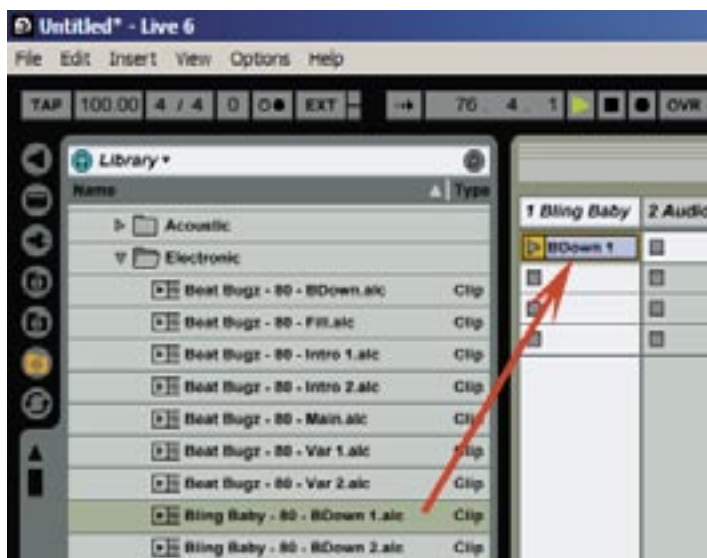 Untitled* - Live 6
File Edit Insert View Options Help
TAP 100.00 4 / 4 0 EXT 76. 4. 1 OVR
Library
Name Type
1 Bling Baby 2 Audio
Acoustic
BDown 1
Electronic
Beat Bugz - 80 - BDown.alc Clip
Beat Bugz - 80 - Fill.alc Clip
Beat Bugz - 80 - Intro 1.alc Clip
Beat Bugz - 80 - Intro 2.alc Clip
Beat Bugz - 80 - Main.alc Clip
Beat Bugz - 80 - Var 1.alc Clip
Beat Bugz - 80 - Var 2.alc Clip
Bling Baby - 80 - BDown 1.alc Clip
Bling Baby - 80 - BDown 2.alc Clip